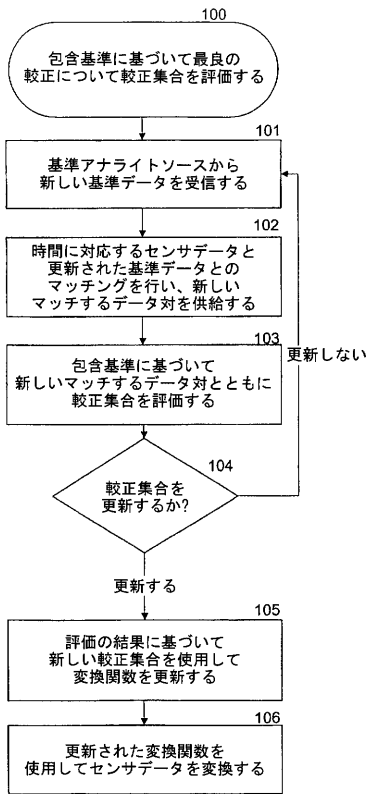 100
包含基準に基づいて最良の
較正について較正集合を評価する
101
基準アナライトソースから
新しい基準データを受信する
102
時間に対応するセンサデータと
更新された基準データとの
マッチングを行い、新しい
マッチするデータ対を供給する
103
包含基準に基づいて
新しいマッチするデータ対とともに
較正集合を評価する
更新しない
104
較正集合を
更新するか?
更新する
105
評価の結果に基づいて
新しい較正集合を使用して
変換関数を更新する
106
更新された変換関数を
使用してセンサデータを変換する